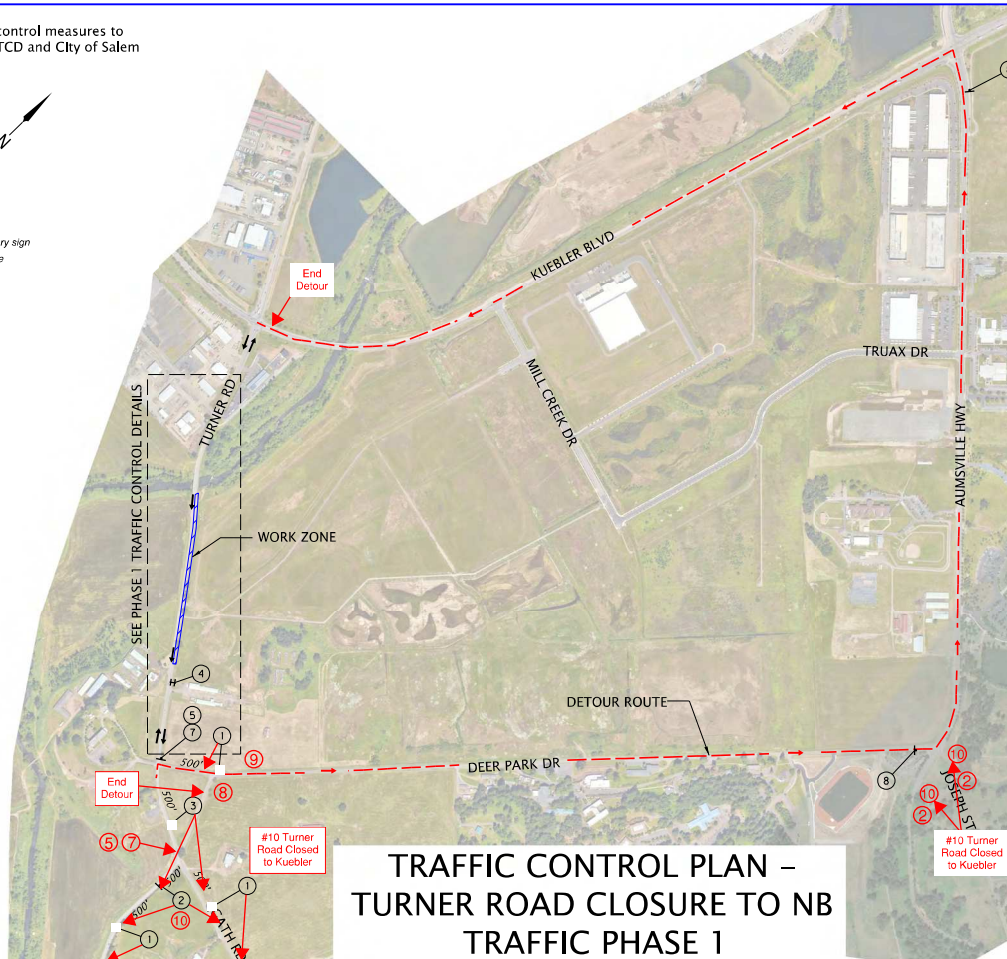 control measures to
TCD and CIty of Salem
N
ry sign
e
End
Detour
KUEBLER BLVD
TURNER RD
MILL CREEK DR
TRUAX DR
AUMSVILLE HWY
SEE PHASE 1 TRAFFIC CONTROL DETAILS
WORK ZONE
4
5
7
1
9
500'
DETOUR ROUTE
DEER PARK DR
8
8
End
Detour
500'
3
5
7
#10 Turner
Road Closed
to Kuebler
500'
500'
500'
2
10
1
1
ATH
10
2
10
2
JOSEPH ST
#10 Turner
Road Closed
to Kuebler
TRAFFIC CONTROL PLAN –
TURNER ROAD CLOSURE TO NB
TRAFFIC PHASE 1